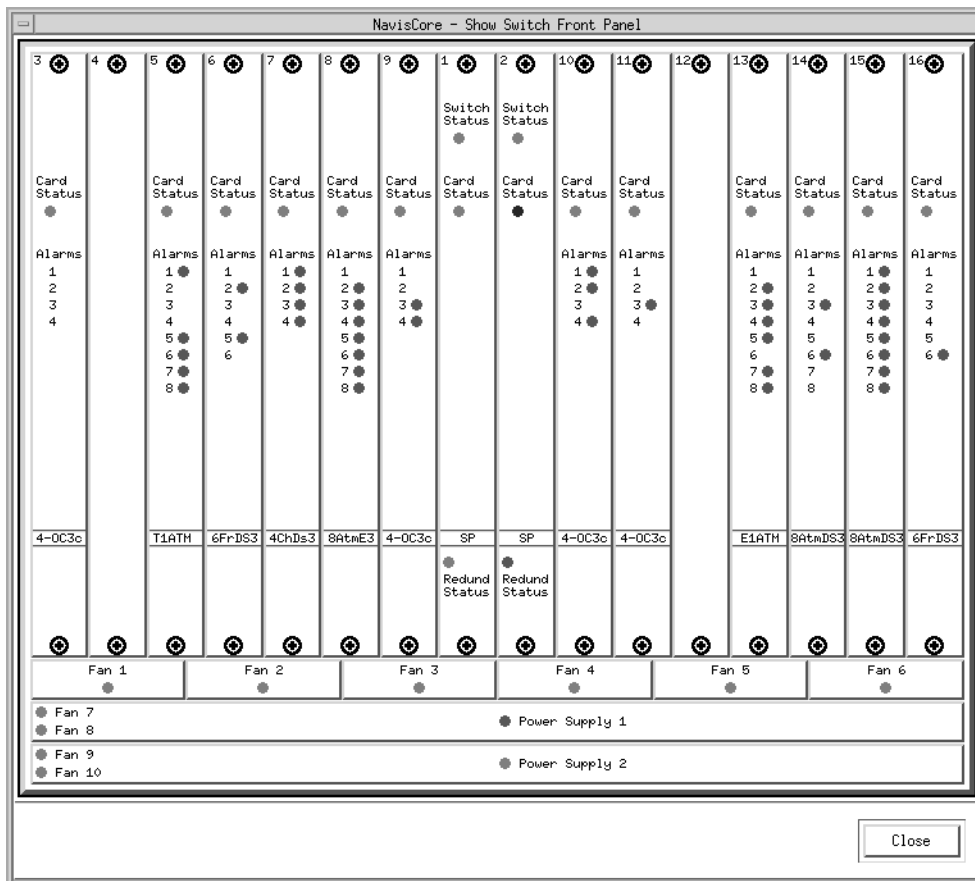 NavisCore - Show Switch Front Panel
3 4 5 6 7 8 9 1 2 10 11 12 13 14 15 16
Switch Switch
Status Status
Card Card Card Card Card Card Card Card Card Card Card Card Card Card
Status Status Status Status Status Status Status Status Status Status Status Status Status Status
Alarms Alarms Alarms Alarms Alarms Alarms Alarms Alarms Alarms Alarms Alarms Alarms
1 1 1 1 1 1 1 1 1 1 1 1
2 2 2 2 2 2 2 2 2 2 2 2
3 3 3 3 3 3 3 3 3 3 3 3
4 4 4 4 4 4 4 4 4 4 4 4
5 5 5 5 5 5 5
6 6 6 6 6 6 6
7 7 7 7 7
8 8 8 8 8
4-OC3c T1ATM 6FrDS3 4ChDs3 8AtmE3 4-OC3c SP SP 4-OC3c 4-OC3c E1ATM 8AtmDS3 8AtmDS3 6FrDS3
Redund Redund
Status Status
Fan 1 Fan 2 Fan 3 Fan 4 Fan 5 Fan 6
Fan 7
Power Supply 1
Fan 8
Fan 9
Power Supply 2
Fan 10
Close